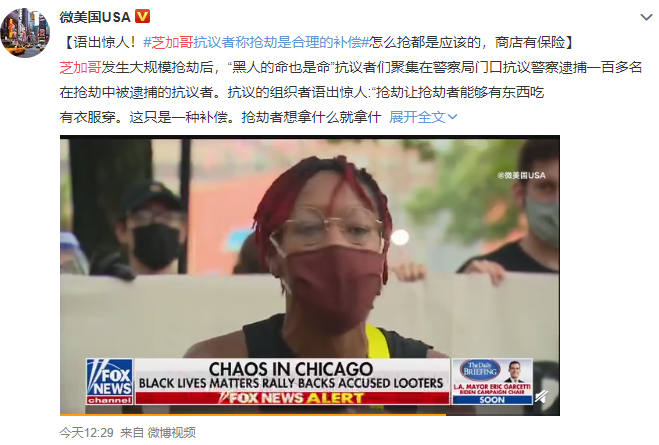 微美国USA
【语出惊人！#芝加哥抗议者称抢劫是合理的补偿#怎么抢都是应该的，商店有保险】
芝加哥发生大规模抢劫后，“黑人的命也是命”抗议者们聚集在警察局门口抗议警察逮捕一百多名
在抢劫中被逮捕的抗议者。抗议的组织者语出惊人:“抢劫让抢劫者能够有东西吃
有衣服穿。这只是一种补偿。抢劫者想拿什么就拿什 展开全文
@微美国USA
FOX
NEWS
channel
CHAOS IN CHICAGO
BLACK LIVES MATTERS RALLY BACKS ACCUSED LOOTERS
FOX NEWS ALERT
The Daily
BRIEFING
L.A. MAYOR ERIC GARCETTI
BIDEN CAMPAIGN CHAIR
SOON
今天12:29 来自 微博视频